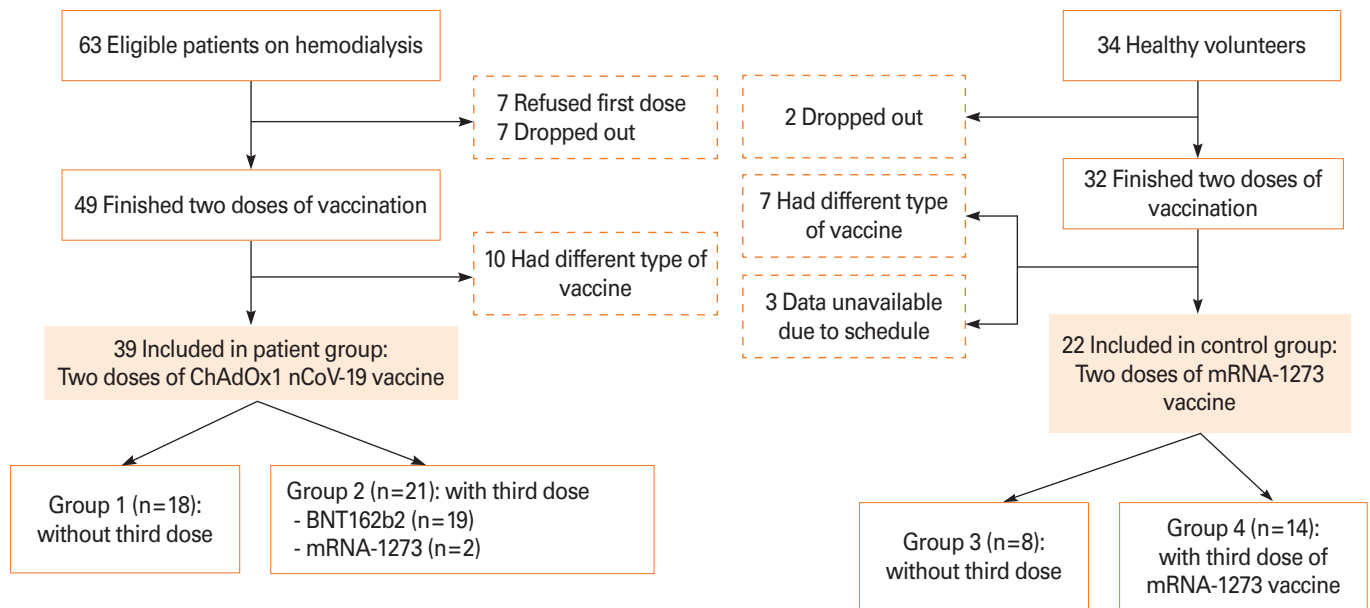 63 Eligible patients on hemodialysis
7 Refused first dose
7 Dropped out
49 Finished two doses of vaccination
10 Had different type of
vaccine
39 Included in patient group:
Two doses of ChAdOx1 nCoV-19 vaccine
Group 1 (n=18):
without third dose
Group 2 (n=21): with third dose
- BNT162b2 (n=19)
- mRNA-1273 (n=2)
34 Healthy volunteers
2 Dropped out
32 Finished two doses of
vaccination
7 Had different type
of vaccine
3 Data unavailable
due to schedule
22 Included in control group:
Two doses of mRNA-1273
vaccine
Group 3 (n=8):
without third dose
Group 4 (n=14):
with third dose of
mRNA-1273 vaccine